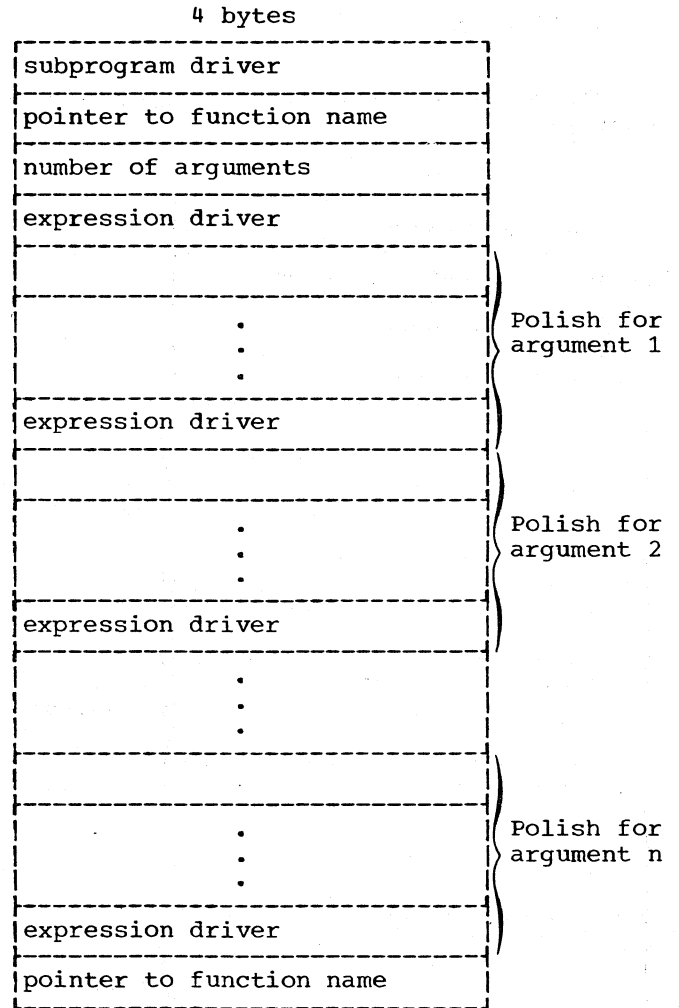 4 bytes
subprogram driver
pointer to function name
number of arguments
expression driver
Polish for
argument 1
expression driver
Polish for
argument 2
expression driver
Polish for
argument n
expression driver
pointer to function name